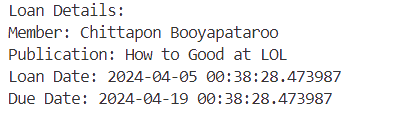 Loan Details:
Member: Chittapon Booyapataroo
Publication: How to Good at LOL
Loan Date: 2024-04-05 00:38:28.473987
Due Date: 2024-04-19 00:38:28.473987